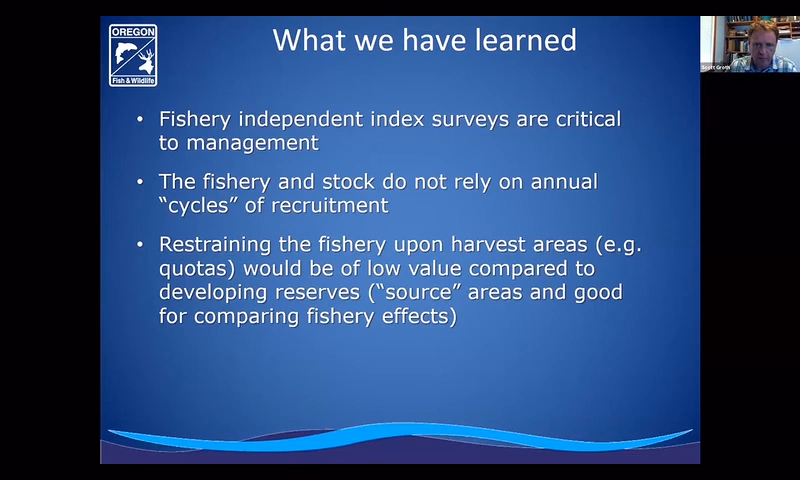 OREGON
Fish & Wildlife
What we have learned
• Fishery independent index surveys are critical
to management
• The fishery and stock do not rely on annual
“cycles” of recruitment
• Restraining the fishery upon harvest areas (e.g.
quotas) would be of low value compared to
developing reserves (“source” areas and good
for comparing fishery effects)
Scott Groth